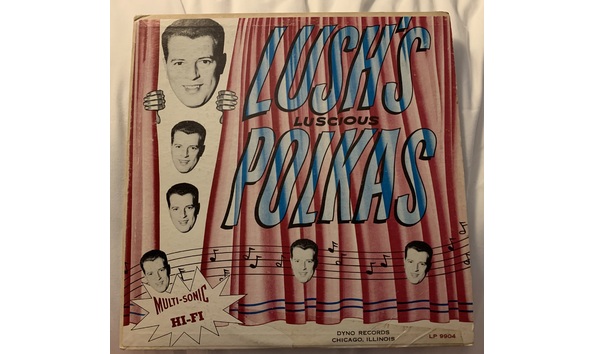 LUSH'S
LUSCIOUS
POLKAS
MULTI-SONIC
HI-FI
DYNO RECORDS
CHICAGO, ILLINOIS
LP 9904